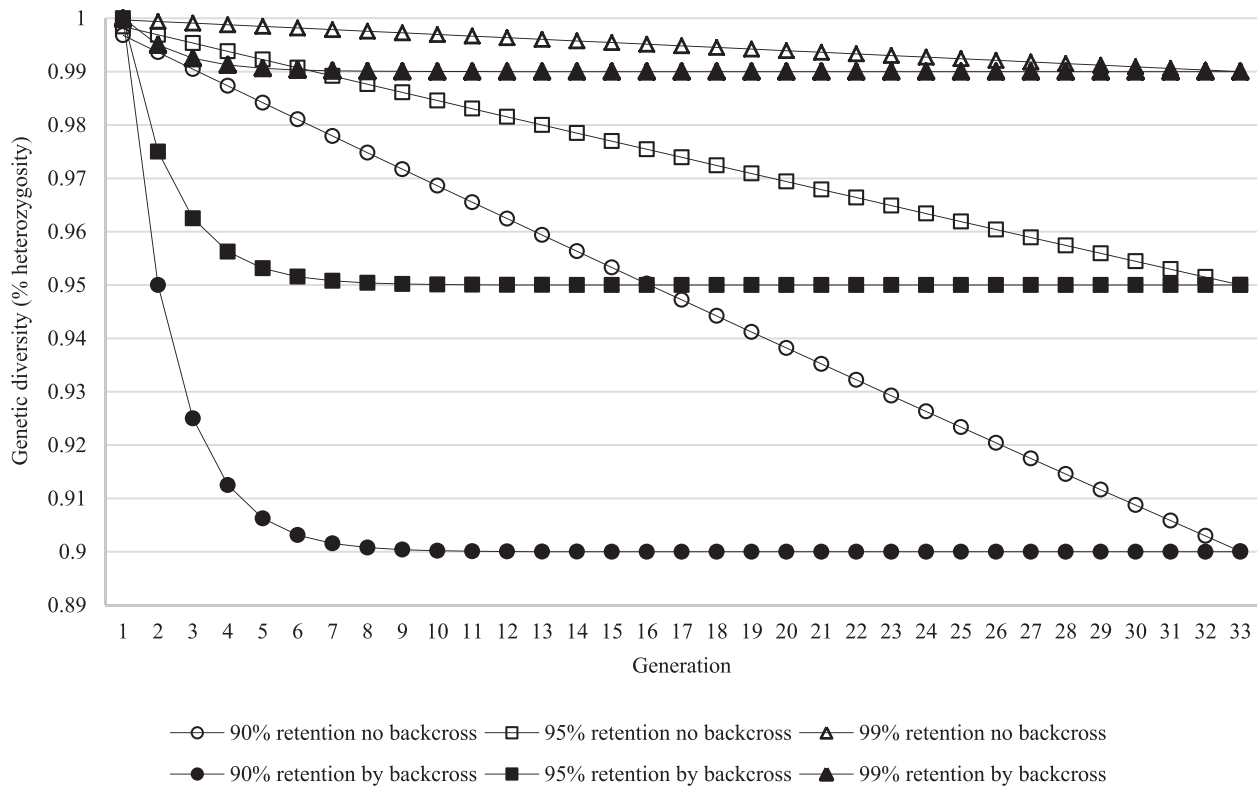 Genetic diversity (% heterozygosity)
1
0.99
0.98
0.97
0.96
0.95
0.94
0.93
0.92
0.91
0.9
0.89
1 2 3 4 5 6 7 8 9 10 11 12 13 14 15 16 17 18 19 20 21 22 23 24 25 26 27 28 29 30 31 32 33
Generation
90% retention no backcross 95% retention no backcross 99% retention no backcross
90% retention by backcross 95% retention by backcross 99% retention by backcross